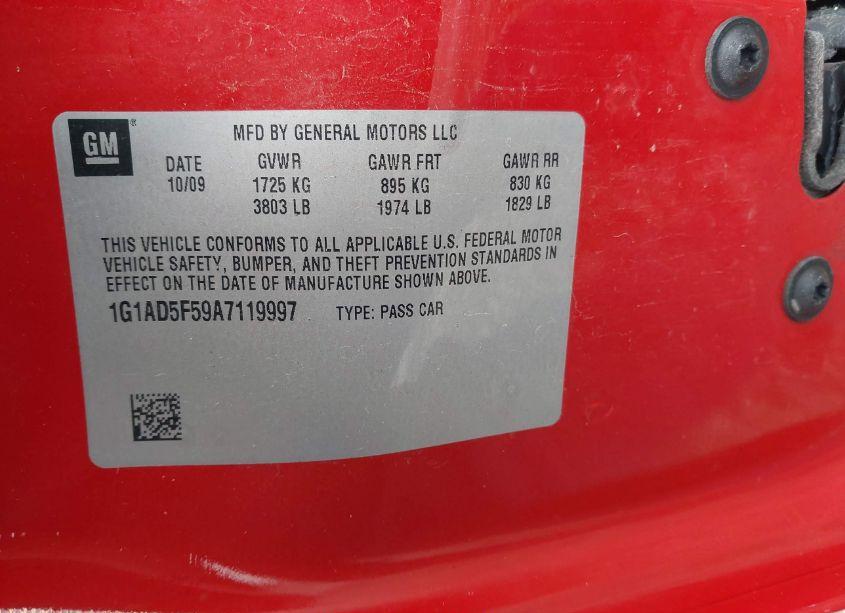 GM®
MFD BY GENERAL MOTORS LLC
DATE GVWR GAWR FRT GAWR RR
10/09 1725 KG 895 KG 830 KG
3803 LB 1974 LB 1829 LB
THIS VEHICLE CONFORMS TO ALL APPLICABLE U.S. FEDERAL MOTOR
VEHICLE SAFETY, BUMPER, AND THEFT PREVENTION STANDARDS IN
EFFECT ON THE DATE OF MANUFACTURE SHOWN ABOVE.
1G1AD5F59A7119997 TYPE: PASS CAR